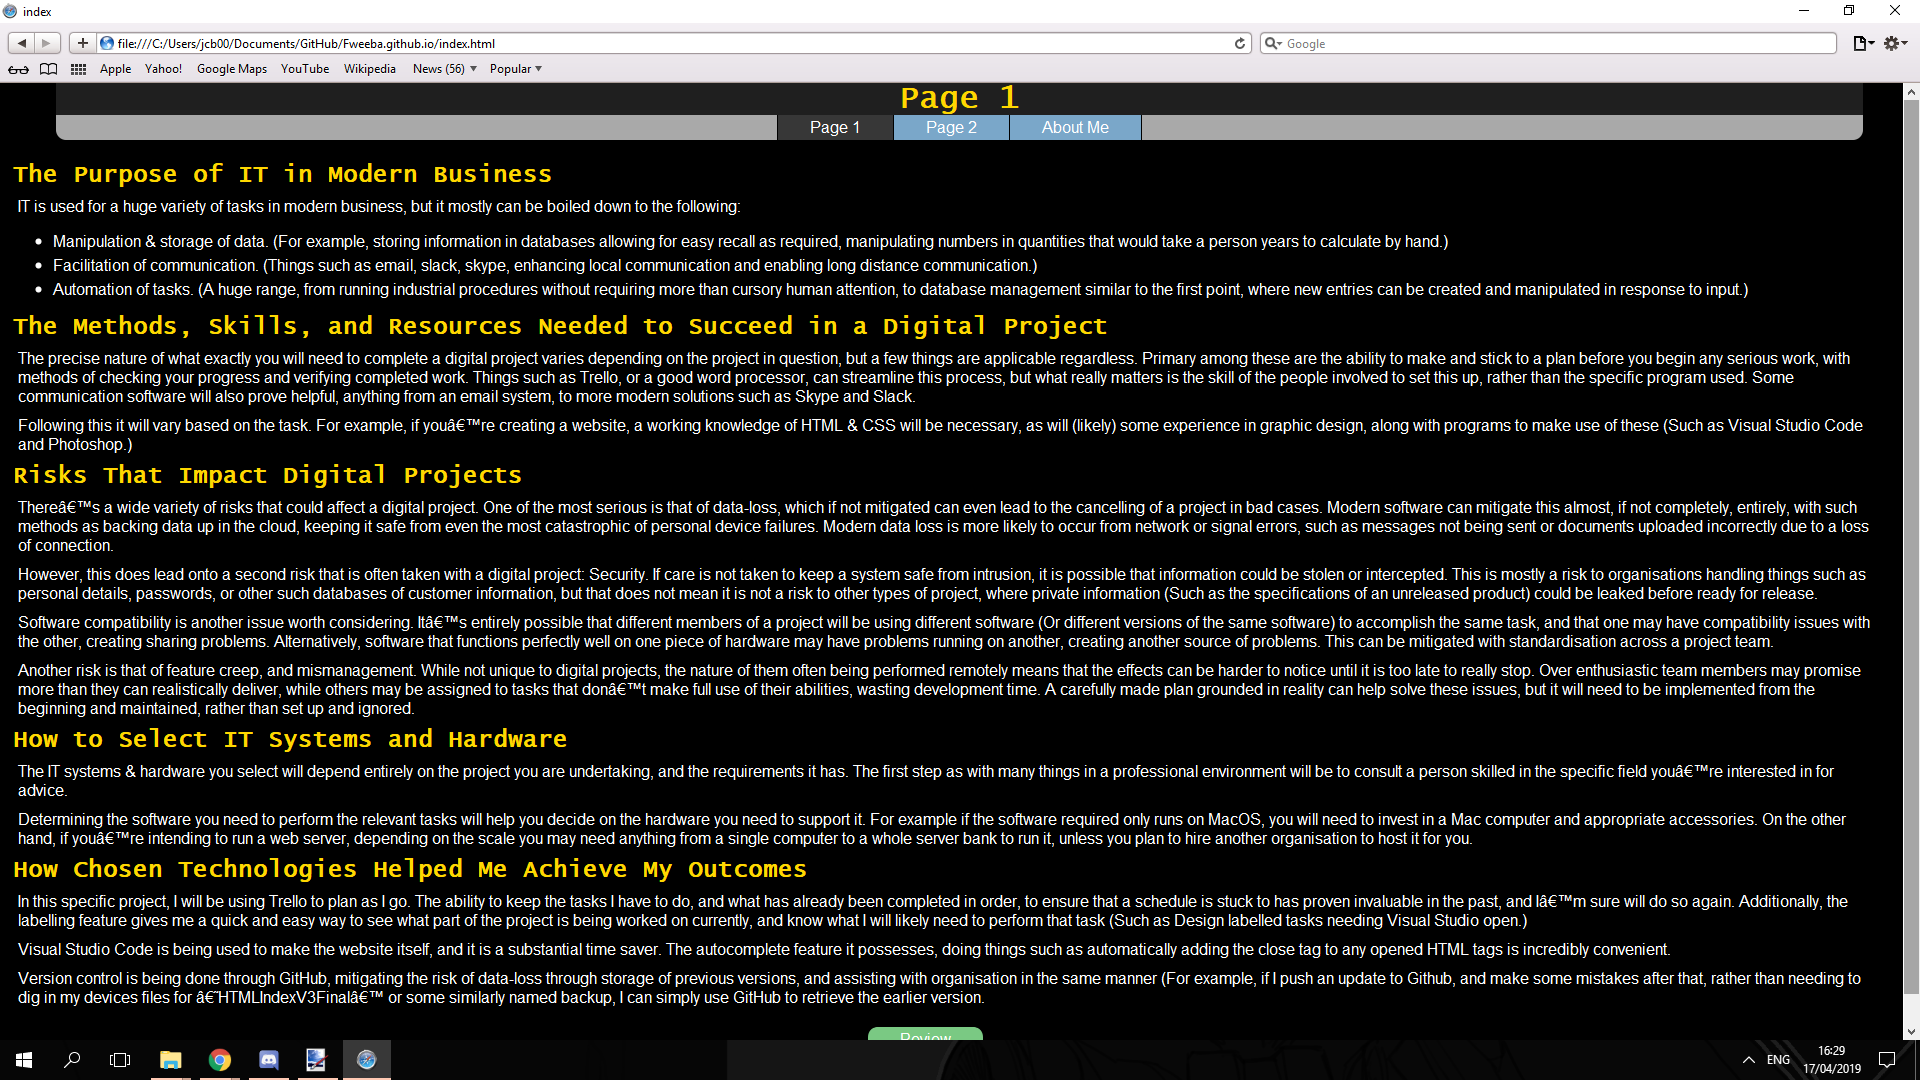 index
file:///C:/Users/jcb00/Documents/GitHub/Fweeba.github.io/index.html
Google
Apple Yahoo! Google Maps YouTube Wikipedia News (56) Popular
Page 1
Page 1 Page 2 About Me
The Purpose of IT in Modern Business
IT is used for a huge variety of tasks in modern business, but it mostly can be boiled down to the following:
• Manipulation & storage of data. (For example, storing information in databases allowing for easy recall as required, manipulating numbers in quantities that would take a person years to calculate by hand.)
• Facilitation of communication. (Things such as email, slack, skype, enhancing local communication and enabling long distance communication.)
• Automation of tasks. (A huge range, from running industrial procedures without requiring more than cursory human attention, to database management similar to the first point, where new entries can be created and manipulated in response to input.)
The Methods, Skills, and Resources Needed to Succeed in a Digital Project
The precise nature of what exactly you will need to complete a digital project varies depending on the project in question, but a few things are applicable regardless. Primary among these are the ability to make and stick to a plan before you begin any serious work, with
methods of checking your progress and verifying completed work. Things such as Trello, or a good word processor, can streamline this process, but what really matters is the skill of the people involved to set this up, rather than the specific program used. Some
communication software will also prove helpful, anything from an email system, to more modern solutions such as Skype and Slack.
Following this it will vary based on the task. For example, if youâ€™re creating a website, a working knowledge of HTML & CSS will be necessary, as will (likely) some experience in graphic design, along with programs to make use of these (Such as Visual Studio Code
and Photoshop.)
Risks That Impact Digital Projects
Thereâ€™s a wide variety of risks that could affect a digital project. One of the most serious is that of data-loss, which if not mitigated can even lead to the cancelling of a project in bad cases. Modern software can mitigate this almost, if not completely, entirely, with such
methods as backing data up in the cloud, keeping it safe from even the most catastrophic of personal device failures. Modern data loss is more likely to occur from network or signal errors, such as messages not being sent or documents uploaded incorrectly due to a loss
of connection.
However, this does lead onto a second risk that is often taken with a digital project: Security. If care is not taken to keep a system safe from intrusion, it is possible that information could be stolen or intercepted. This is mostly a risk to organisations handling things such as
personal details, passwords, or other such databases of customer information, but that does not mean it is not a risk to other types of project, where private information (Such as the specifications of an unreleased product) could be leaked before ready for release.
Software compatibility is another issue worth considering. Itâ€™s entirely possible that different members of a project will be using different software (Or different versions of the same software) to accomplish the same task, and that one may have compatibility issues with
the other, creating sharing problems. Alternatively, software that functions perfectly well on one piece of hardware may have problems running on another, creating another source of problems. This can be mitigated with standardisation across a project team.
Another risk is that of feature creep, and mismanagement. While not unique to digital projects, the nature of them often being performed remotely means that the effects can be harder to notice until it is too late to really stop. Over enthusiastic team members may promise
more than they can realistically deliver, while others may be assigned to tasks that donâ€™t make full use of their abilities, wasting development time. A carefully made plan grounded in reality can help solve these issues, but it will need to be implemented from the
beginning and maintained, rather than set up and ignored.
How to Select IT Systems and Hardware
The IT systems & hardware you select will depend entirely on the project you are undertaking, and the requirements it has. The first step as with many things in a professional environment will be to consult a person skilled in the specific field youâ€™re interested in for
advice.
Determining the software you need to perform the relevant tasks will help you decide on the hardware you need to support it. For example if the software required only runs on MacOS, you will need to invest in a Mac computer and appropriate accessories. On the other
hand, if youâ€™re intending to run a web server, depending on the scale you may need anything from a single computer to a whole server bank to run it, unless you plan to hire another organisation to host it for you.
How Chosen Technologies Helped Me Achieve My Outcomes
In this specific project, I will be using Trello to plan as I go. The ability to keep the tasks I have to do, and what has already been completed in order, to ensure that a schedule is stuck to has proven invaluable in the past, and Iâ€™m sure will do so again. Additionally, the
labelling feature gives me a quick and easy way to see what part of the project is being worked on currently, and know what I will likely need to perform that task (Such as Design labelled tasks needing Visual Studio open.)
Visual Studio Code is being used to make the website itself, and it is a substantial time saver. The autocomplete feature it possesses, doing things such as automatically adding the close tag to any opened HTML tags is incredibly convenient.
Version control is being done through GitHub, mitigating the risk of data-loss through storage of previous versions, and assisting with organisation in the same manner (For example, if I push an update to Github, and make some mistakes after that, rather than needing to
dig in my devices files for â€˜HTMLIndexV3Finalâ€™ or some similarly named backup, I can simply use GitHub to retrieve the earlier version.
Review
ENG
16:29
17/04/2019